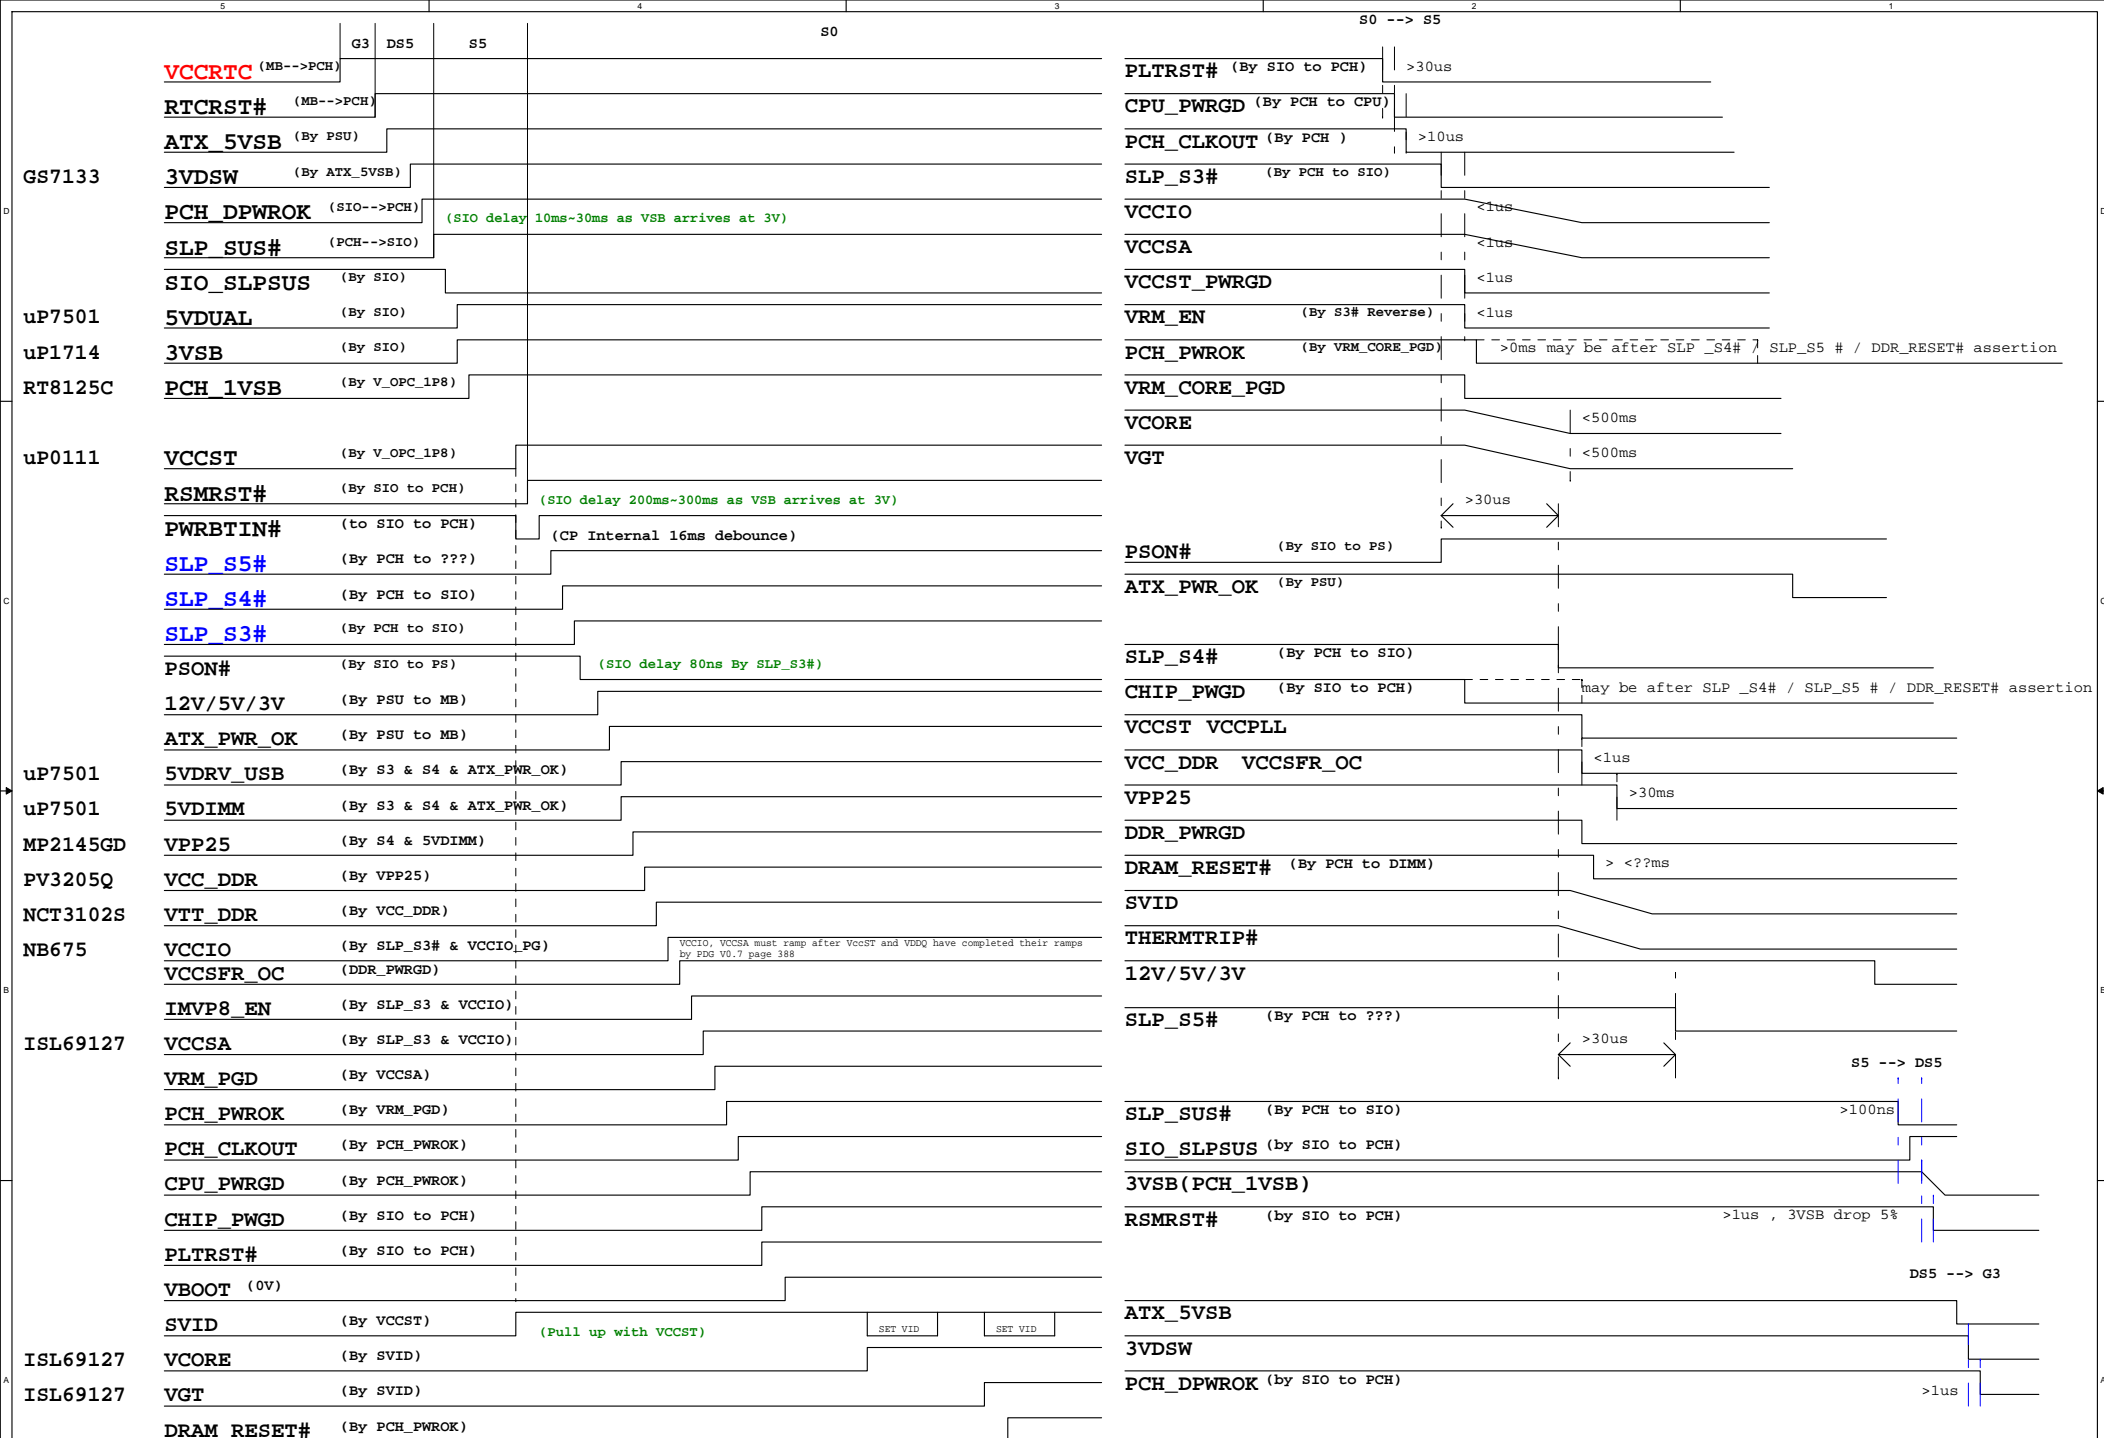 5 4 3 2 1
G3 DS5 S5 S0
VCCRTC (MB-->PCH)
RTCRST# (MB-->PCH)
ATX_5VSB (By PSU)
GS7133 3VDSW (By ATX_5VSB)
PCH_DPWROK (SIO-->PCH) (SIO delay 10ms~30ms as VSB arrives at 3V)
SLP_SUS# (PCH-->SIO)
SIO_SLPSUS (By SIO)
uP7501 5VDUAL (By SIO)
uP1714 3VSB (By SIO)
RT8125C PCH_1VSB (By V_OPC_1P8)
uP0111 VCCST (By V_OPC_1P8)
RSMRST# (By SIO to PCH) (SIO delay 200ms~300ms as VSB arrives at 3V)
PWRBTIN# (to SIO to PCH) (CP Internal 16ms debounce)
SLP_S5# (By PCH to ???)
SLP_S4# (By PCH to SIO)
SLP_S3# (By PCH to SIO)
PSON# (By SIO to PS) (SIO delay 80ns By SLP_S3#)
12V/5V/3V (By PSU to MB)
ATX_PWR_OK (By PSU to MB)
uP7501 5VDRV_USB (By S3 & S4 & ATX_PWR_OK)
uP7501 5VDIMM (By S3 & S4 & ATX_PWR_OK)
MP2145GD VPP25 (By S4 & 5VDIMM)
PV3205Q VCC_DDR (By VPP25)
NCT3102S VTT_DDR (By VCC_DDR)
NB675 VCCIO (By SLP_S3# & VCCIO_PG) VCCIO, VCCSA must ramp after VccST and VDDQ have completed their ramps
by PDG V0.7 page 388
VCCSFR_OC (DDR_PWRGD)
IMVP8_EN (By SLP_S3 & VCCIO)
ISL69127 VCCSA (By SLP_S3 & VCCIO)
VRM_PGD (By VCCSA)
PCH_PWROK (By VRM_PGD)
PCH_CLKOUT (By PCH_PWROK)
CPU_PWRGD (By PCH_PWROK)
CHIP_PWGD (By SIO to PCH)
PLTRST# (By SIO to PCH)
VBOOT (0V)
SVID (By VCCST) (Pull up with VCCST) SET VID SET VID
ISL69127 VCORE (By SVID)
ISL69127 VGT (By SVID)
DRAM_RESET# (By PCH_PWROK)
S0 --> S5
PLTRST# (By SIO to PCH) >30us
CPU_PWRGD (By PCH to CPU)
PCH_CLKOUT (By PCH ) >10us
SLP_S3# (By PCH to SIO)
VCCIO <1us
VCCSA <1us
VCCST_PWRGD <1us
VRM_EN (By S3# Reverse) <1us
PCH_PWROK (By VRM_CORE_PGD) >0ms may be after SLP _S4# / SLP_S5 # / DDR_RESET# assertion
VRM_CORE_PGD
VCORE <500ms
VGT <500ms
>30us
PSON# (By SIO to PS)
ATX_PWR_OK (By PSU)
SLP_S4# (By PCH to SIO)
CHIP_PWGD (By SIO to PCH) may be after SLP _S4# / SLP_S5 # / DDR_RESET# assertion
VCCST VCCPLL
VCC_DDR VCCSFR_OC <1us
VPP25 >30ms
DDR_PWRGD
DRAM_RESET# (By PCH to DIMM) > <??ms
SVID
THERMTRIP#
12V/5V/3V
SLP_S5# (By PCH to ???)
>30us
S5 --> DS5
SLP_SUS# (By PCH to SIO) >100ns
SIO_SLPSUS (by SIO to PCH)
3VSB(PCH_1VSB)
RSMRST# (by SIO to PCH) >1us , 3VSB drop 5%
DS5 --> G3
ATX_5VSB
3VDSW
PCH_DPWROK (by SIO to PCH) >1us
D D
C C
B B
A A